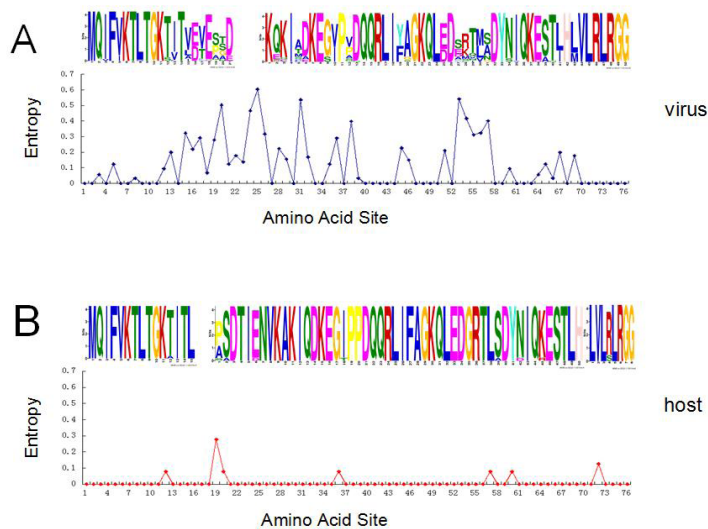 A
MQIFVKTLTGKTITVEVESSD KQKIADKEGVPVDQQRLIYAGKQLEDSRTMSDYNIQKESTLHLVLRLRGG
virus
Entropy
0.7
0.6
0.5
0.4
0.3
0.2
0.1
0
1 4 7 10 13 16 19 22 25 28 31 34 37 40 43 46 49 52 55 58 61 64 67 70 73 76
Amino Acid Site
B
MQIFVKTLTGKTITL PSDTIENVKAKIQDKEGIPPDQQRLIFAGKQLEDGRTLSDYNIQKESTLHLVLRLRGG
host
Entropy
0.7
0.6
0.5
0.4
0.3
0.2
0.1
0
1 4 7 10 13 16 19 22 25 28 31 34 37 40 43 46 49 52 55 58 61 64 67 70 73 76
Amino Acid Site